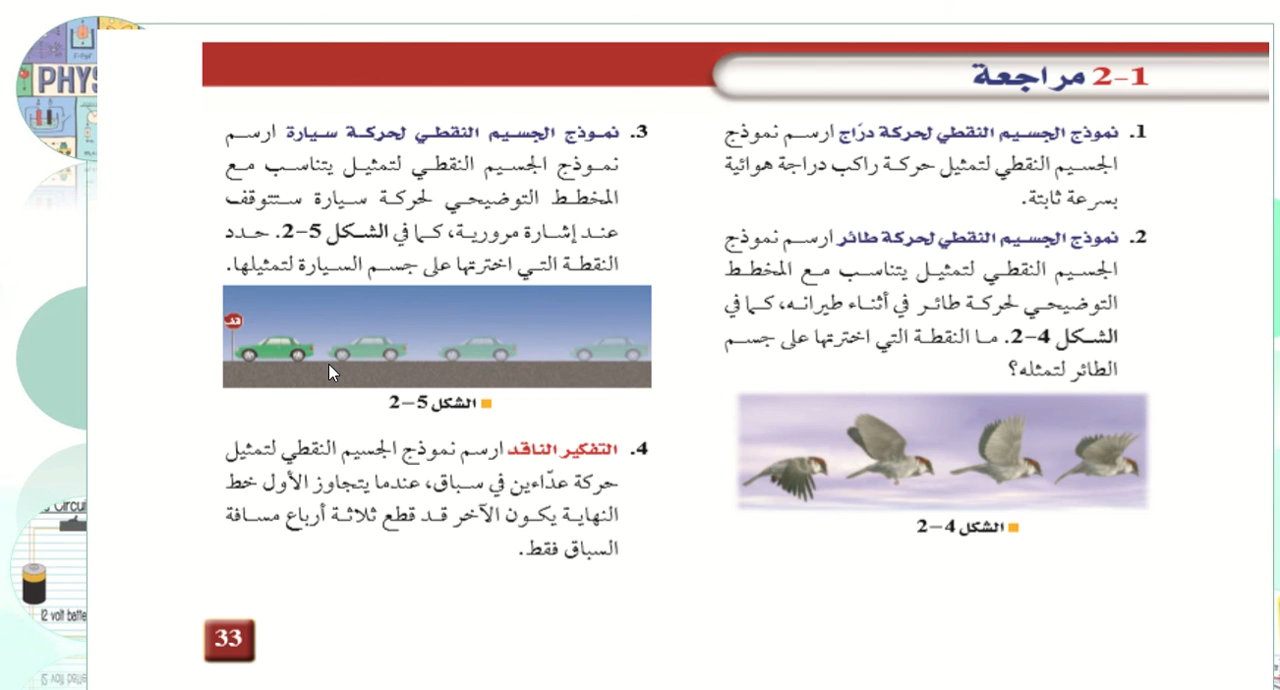 2-1 مراجعة
1. نموذج الجسيم النقطي لحركة درّاج ارسم نموذج
الجسيم النقطي لتمثيل حركة راكب دراجة هوائية
بسرعة ثابتة.
2. نموذج الجسيم النقطي لحركة طائر ارسم نموذج
الجسيم النقطي لتمثيل يتناسب مع المخطط
التوضيحي لحركة طائر في أثناء طيرانه، كما في
الشكل 4-2. ما النقطة التي اخترتها على جسم
الطائر لتمثله؟
الشكل 4-2
3. نموذج الجسيم النقطي لحركة سيارة ارسم
نموذج الجسيم النقطي لتمثيل يتناسب مع
المخطط التوضيحي لحركة سيارة ستتوقف
عند إشارة مرورية، كما في الشكل 5-2. حدد
النقطة التي اخترتها على جسم السيارة لتمثيلها.
قف
الشكل 5-2
4. التفكير الناقد ارسم نموذج الجسيم النقطي لتمثيل
حركة عدّاءين في سباق، عندما يتجاوز الأول خط
النهاية يكون الآخر قد قطع ثلاثة أرباع مسافة
السباق فقط.
33
PHYS
Circui
12 volt batte